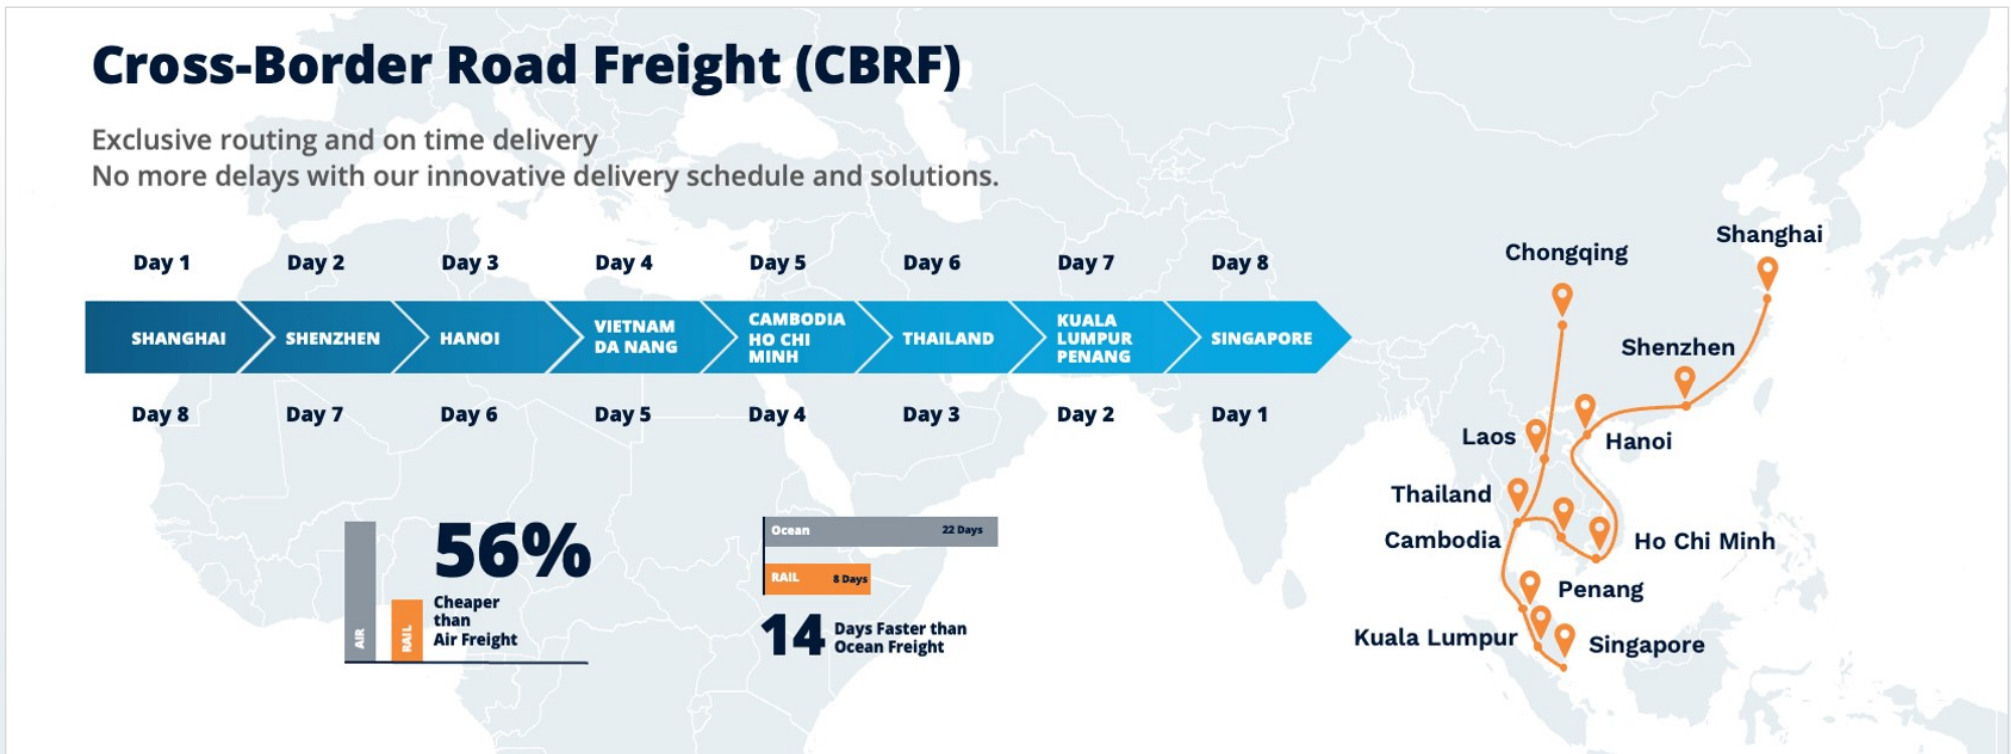 Cross-Border Road Freight (CBRF)
Exclusive routing and on time delivery
No more delays with our innovative delivery schedule and solutions.
Day 1
Day 2
Day 3
Day 4
Day 5
Day 6
Day 7
Day 8
SHANGHAI
SHENZHEN
HANOI
VIETNAM
DA NANG
CAMBODIA
HO CHI
MINH
THAILAND
KUALA
LUMPUR
PENANG
SINGAPORE
Day 8
Day 7
Day 6
Day 5
Day 4
Day 3
Day 2
Day 1
AIR
RAIL
56%
Cheaper
than
Air Freight
Ocean
22 Days
RAIL
8 Days
14
Days Faster than
Ocean Freight
Chongqing
Shanghai
Shenzhen
Laos
Hanoi
Thailand
Cambodia
Ho Chi Minh
Penang
Kuala Lumpur
Singapore